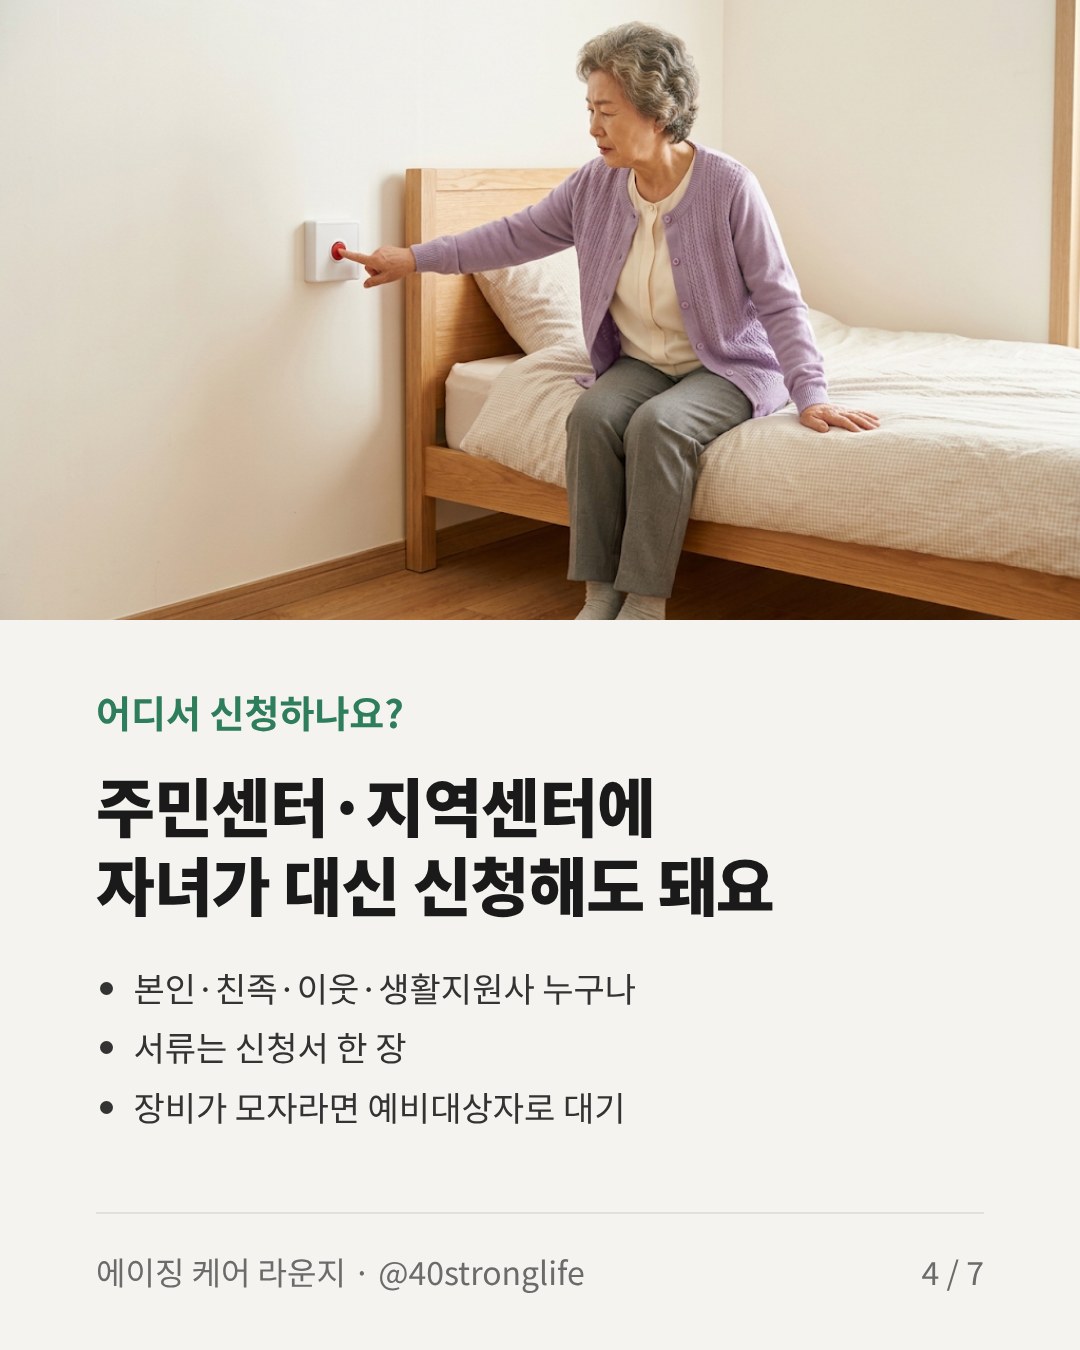 어디서 신청하나요?
주민센터·지역센터에
자녀가 대신 신청해도 돼요
• 본인·친족·이웃·생활지원사 누구나
• 서류는 신청서 한 장
• 장비가 모자라면 예비대상자로 대기
에이징 케어 라운지 · @40stronglife
4 / 7